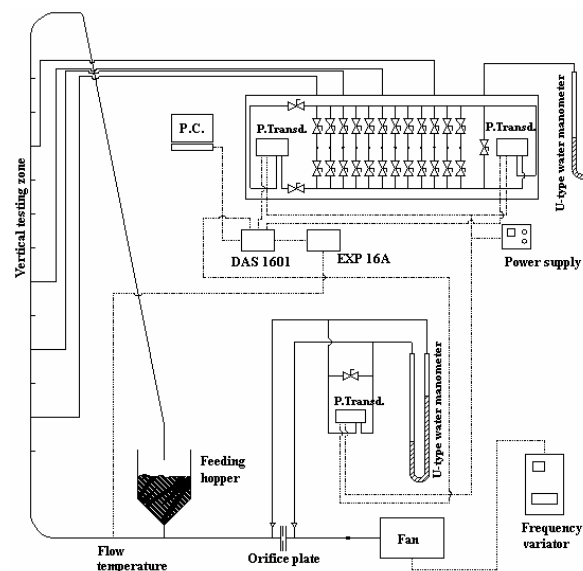 P.C.
P.Transd.
P.Transd.
U-type water manometer
Vertical testing zone
DAS 1601
EXP 16A
Power supply
P.Transd.
U-type water manometer
Feeding
hopper
Flow
temperature
Orifice plate
Fan
Frequency
variator